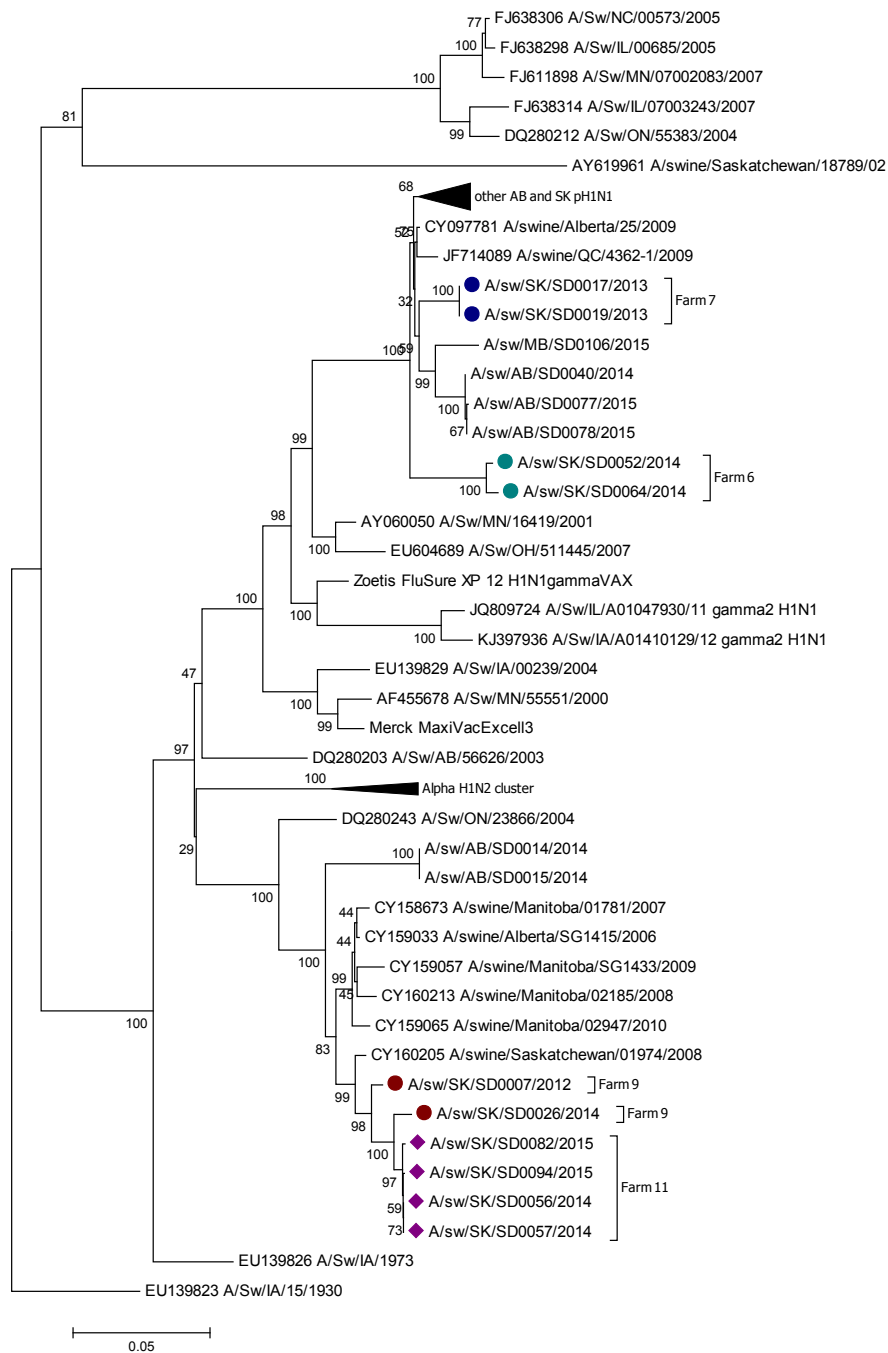 77
FJ638306 A/Sw/NC/00573/2005
100
FJ638298 A/Sw/IL/00685/2005
100
FJ611898 A/Sw/MN/07002083/2007
FJ638314 A/Sw/IL/07003243/2007
81
99
DQ280212 A/Sw/ON/55383/2004
AY619961 A/swine/Saskatchewan/18789/02
68
other AB and SK pH1N1
52
75
CY097781 A/swine/Alberta/25/2009
JF714089 A/swine/QC/4362-1/2009
100
A/sw/SK/SD0017/2013
Farm 7
32
A/sw/SK/SD0019/2013
100
59
A/sw/MB/SD0106/2015
99
A/sw/AB/SD0040/2014
100
A/sw/AB/SD0077/2015
67
A/sw/AB/SD0078/2015
99
A/sw/SK/SD0052/2014
Farm 6
100
A/sw/SK/SD0064/2014
98
AY060050 A/Sw/MN/16419/2001
100
EU604689 A/Sw/OH/511445/2007
Zoetis FluSure XP 12 H1N1gammaVAX
100
100
JQ809724 A/Sw/IL/A01047930/11 gamma2 H1N1
100
KJ397936 A/Sw/IA/A01410129/12 gamma2 H1N1
47
EU139829 A/Sw/IA/00239/2004
100
AF455678 A/Sw/MN/55551/2000
99
Merck MaxiVacExcell3
97
DQ280203 A/Sw/AB/56626/2003
100
Alpha H1N2 cluster
DQ280243 A/Sw/ON/23866/2004
29
100
A/sw/AB/SD0014/2014
100
A/sw/AB/SD0015/2014
44
CY158673 A/swine/Manitoba/01781/2007
44
CY159033 A/swine/Alberta/SG1415/2006
100
99
CY159057 A/swine/Manitoba/SG1433/2009
45
CY160213 A/swine/Manitoba/02185/2008
100
CY159065 A/swine/Manitoba/02947/2010
83
CY160205 A/swine/Saskatchewan/01974/2008
99
A/sw/SK/SD0007/2012
Farm 9
98
A/sw/SK/SD0026/2014
Farm 9
100
A/sw/SK/SD0082/2015
97
A/sw/SK/SD0094/2015
Farm 11
59
A/sw/SK/SD0056/2014
73
A/sw/SK/SD0057/2014
EU139826 A/Sw/IA/1973
EU139823 A/Sw/IA/15/1930
0.05